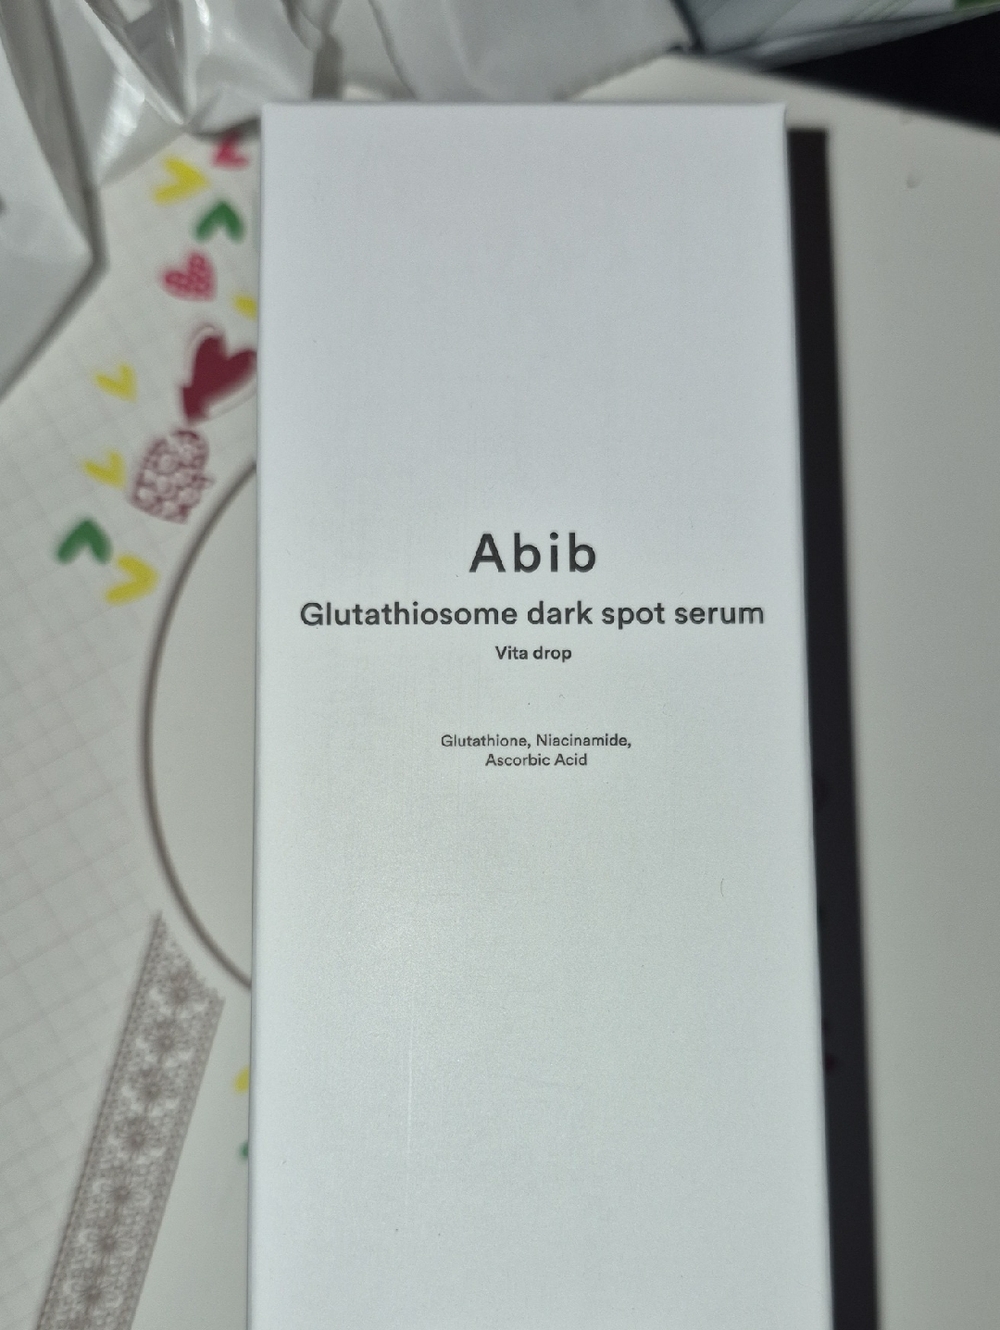 Abib
Glutathiosome dark spot serum
Vita drop
Glutathione, Niacinamide,
Ascorbic Acid